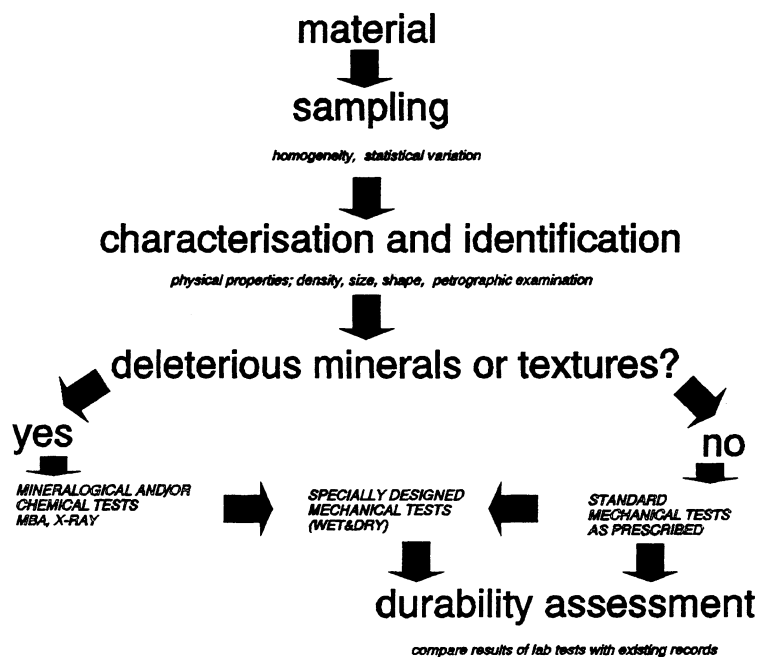 material
sampling
homogeneity, statistical variation
characterisation and identification
physical properties; density, size, shape, petrographic examination
deleterious minerals or textures?
yes
no
MINERALOGICAL AND/OR
CHEMICAL TESTS
MBA, X-RAY
SPECIALLY DESIGNED
MECHANICAL TESTS
(WET&DRY)
STANDARD
MECHANICAL TESTS
AS PRESCRIBED
durability assessment
compare results of lab tests with existing records